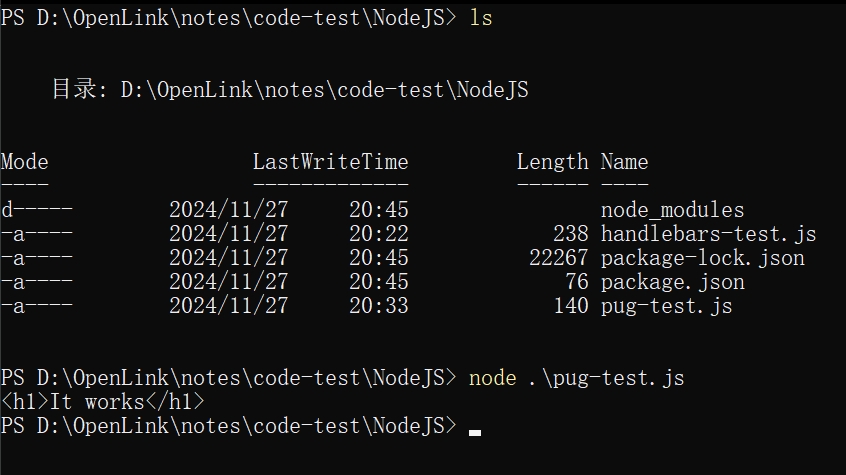 PS D:\OpenLink\notes\code-test\NodeJS> ls
目录: D:\OpenLink\notes\code-test\NodeJS
Mode                 LastWriteTime         Length Name
----                 -------------         ------ ----
d-----        2024/11/27     20:45                node_modules
-a----        2024/11/27     20:22            238 handlebars-test.js
-a----        2024/11/27     20:45          22267 package-lock.json
-a----        2024/11/27     20:45             76 package.json
-a----        2024/11/27     20:33            140 pug-test.js
PS D:\OpenLink\notes\code-test\NodeJS> node .\pug-test.js
<h1>It works</h1>
PS D:\OpenLink\notes\code-test\NodeJS>